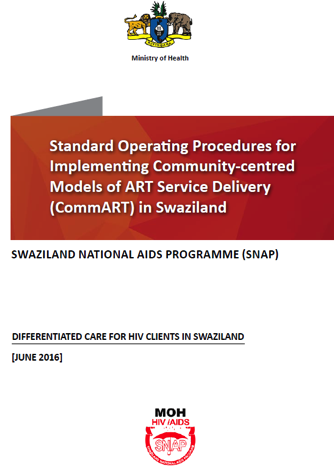 Ministry of Health
Standard Operating Procedures for
Implementing Community-centred
Models of ART Service Delivery
(CommART) in Swaziland
SWAZILAND NATIONAL AIDS PROGRAMME (SNAP)
DIFFERENTIATED CARE FOR HIV CLIENTS IN SWAZILAND
[JUNE 2016]
MOH
HIV/AIDS
SNAP